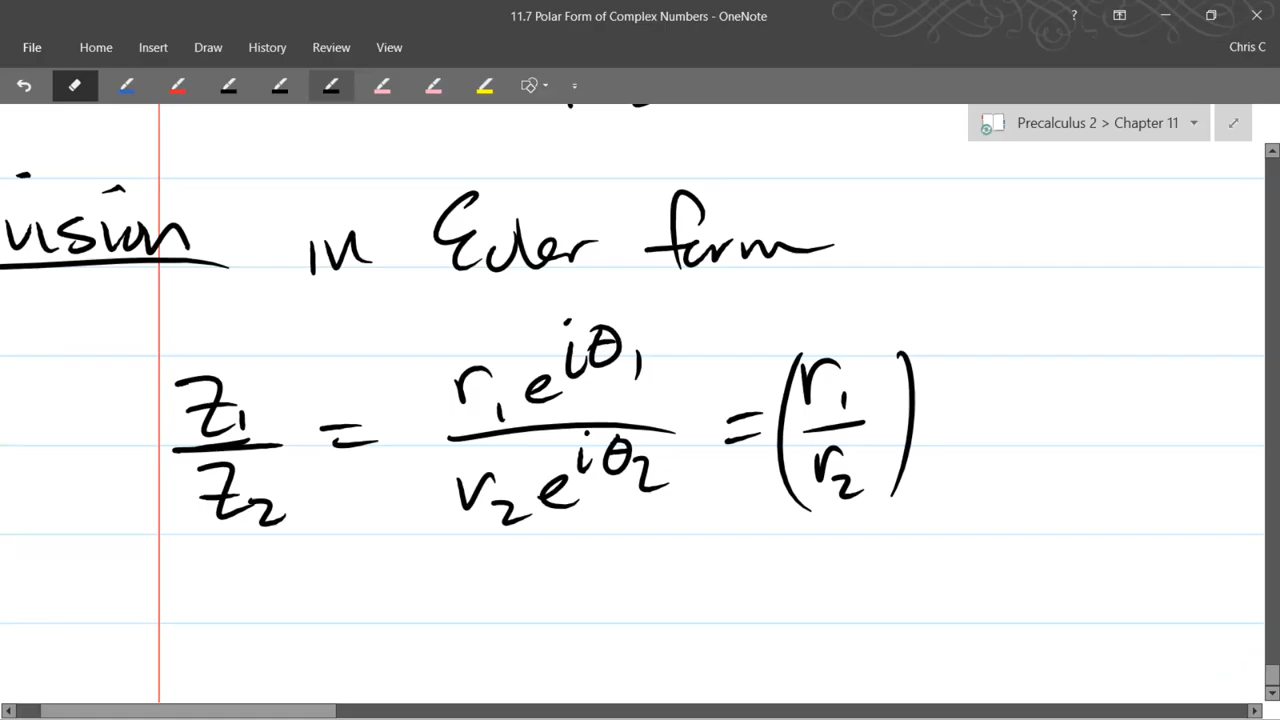 11.7 Polar Form of Complex Numbers - OneNote
File Home Insert Draw History Review View
Chris C
Precalculus 2 > Chapter 11
vision in Euler form
z₁/z₂ = r₁e^{iθ₁}/r₂e^{iθ₂} = (r₁/r₂)